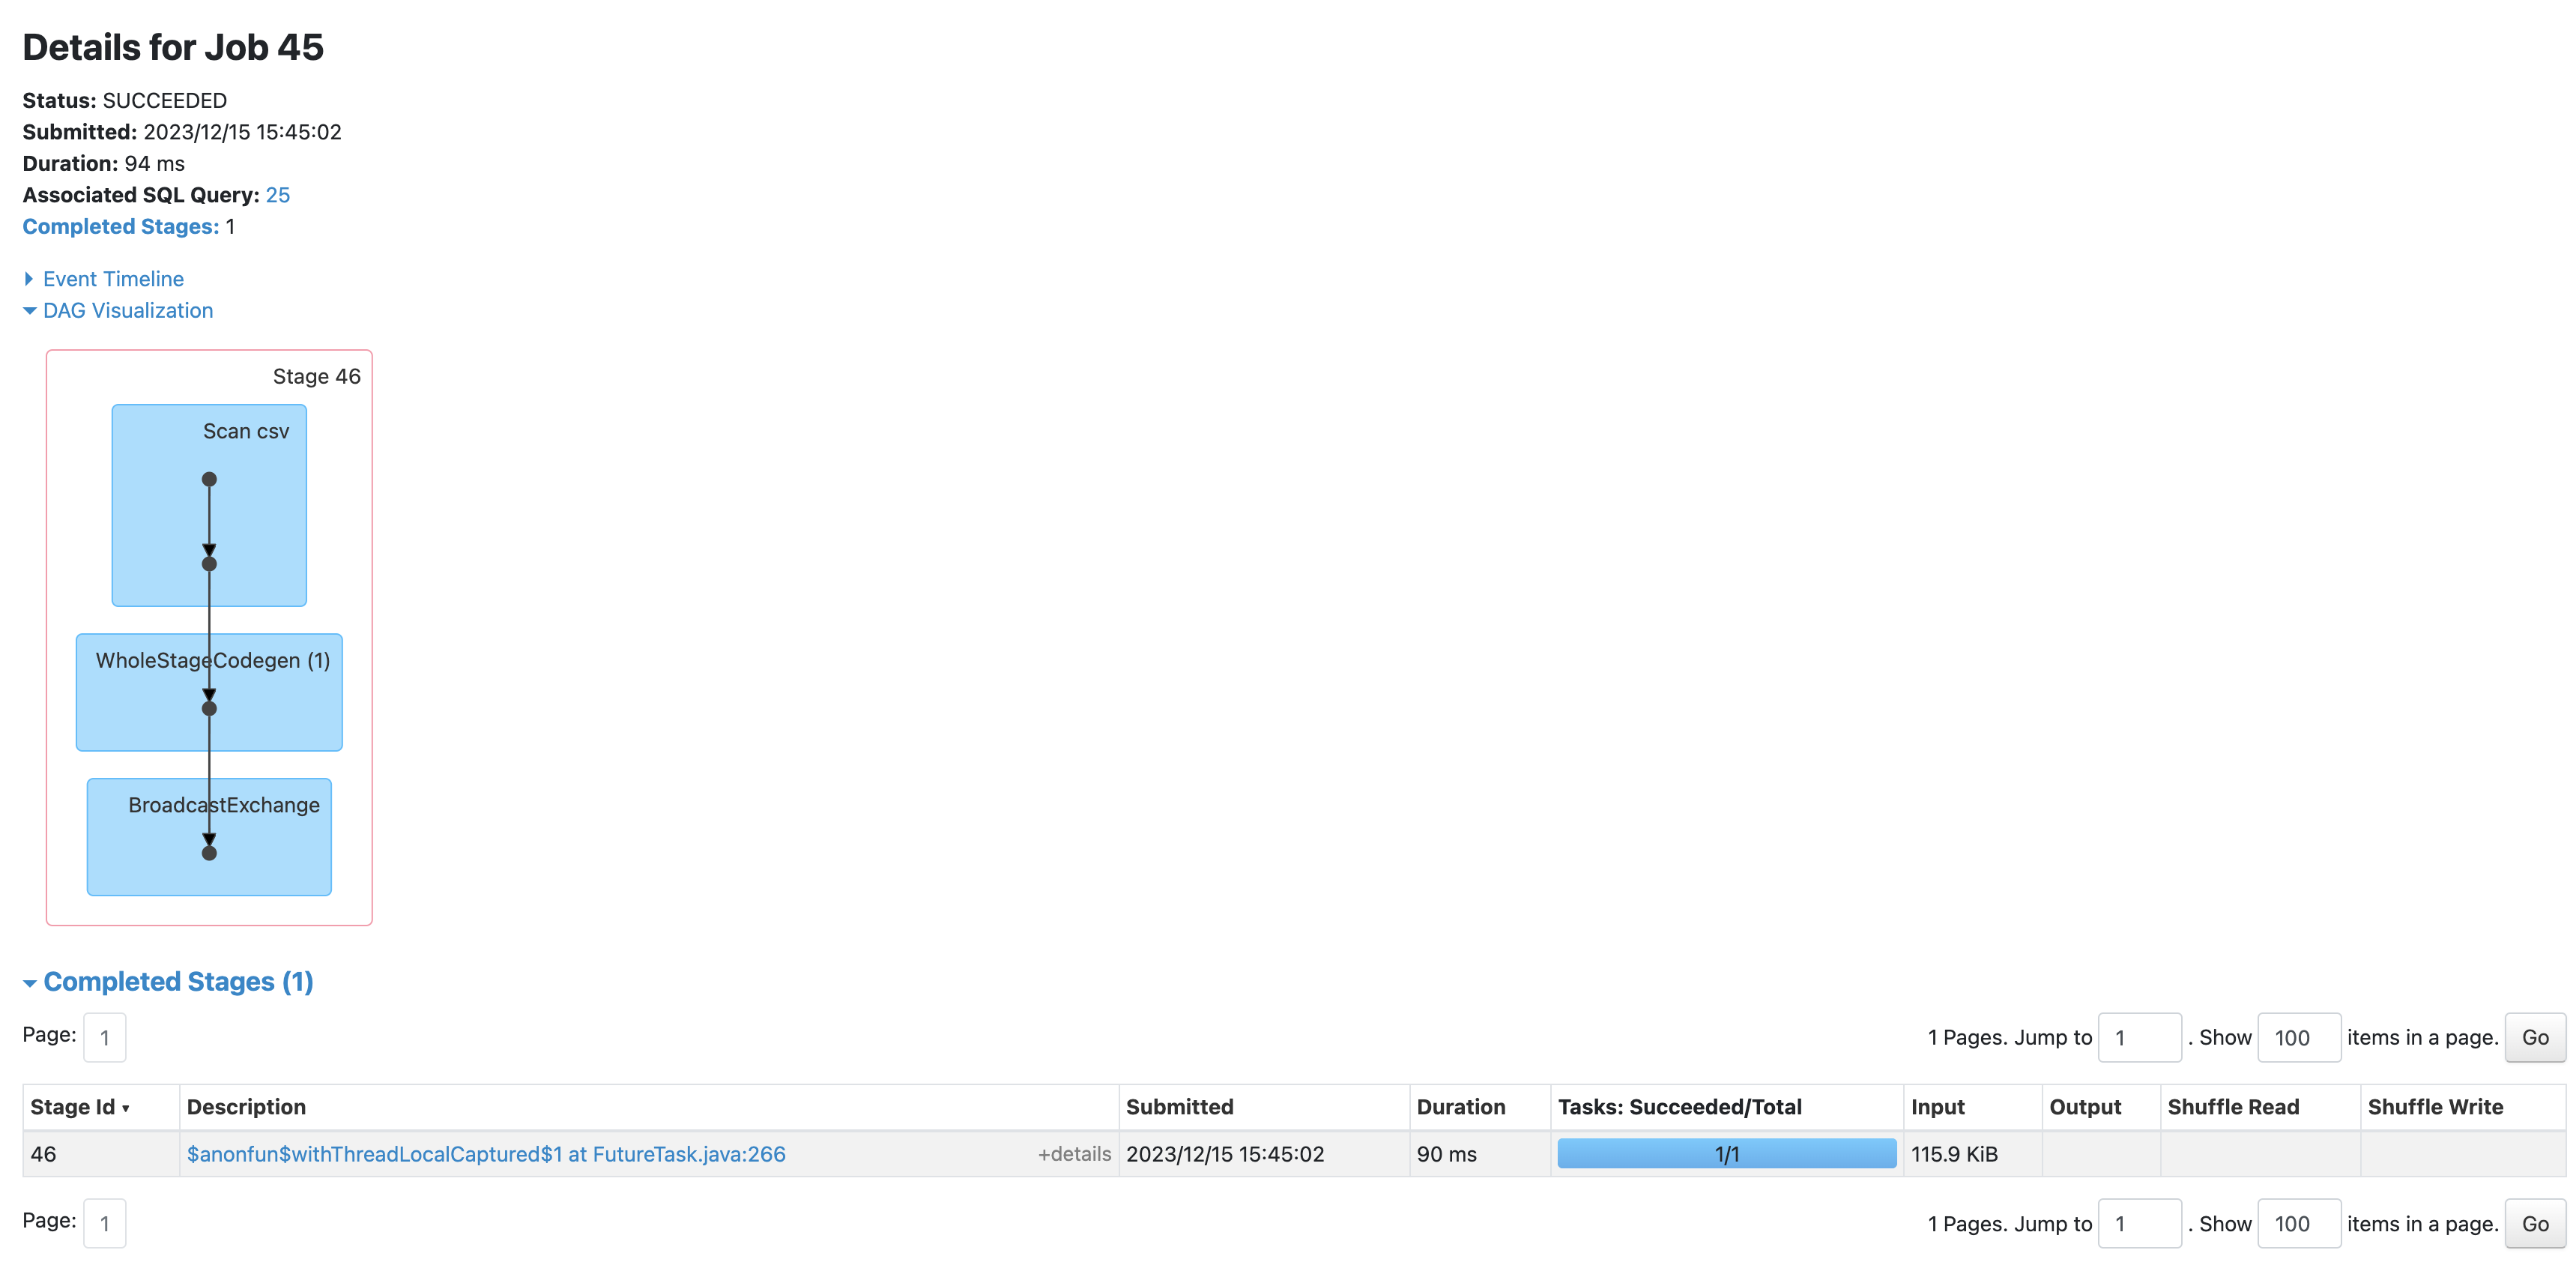 Details for Job 45
Status: SUCCEEDED
Submitted: 2023/12/15 15:45:02
Duration: 94 ms
Associated SQL Query: 25
Completed Stages: 1
Event Timeline
DAG Visualization
Stage 46
Scan csv
WholeStageCodegen (1)
BroadcastExchange
Completed Stages (1)
Page: 1 1 Pages. Jump to 1 . Show 100 items in a page. Go
Stage Id ▾ Description Submitted Duration Tasks: Succeeded/Total Input Output Shuffle Read Shuffle Write
46 $anonfun$withThreadLocalCaptured$1 at FutureTask.java:266 +details 2023/12/15 15:45:02 90 ms 1/1 115.9 KiB
Page: 1 1 Pages. Jump to 1 . Show 100 items in a page. Go